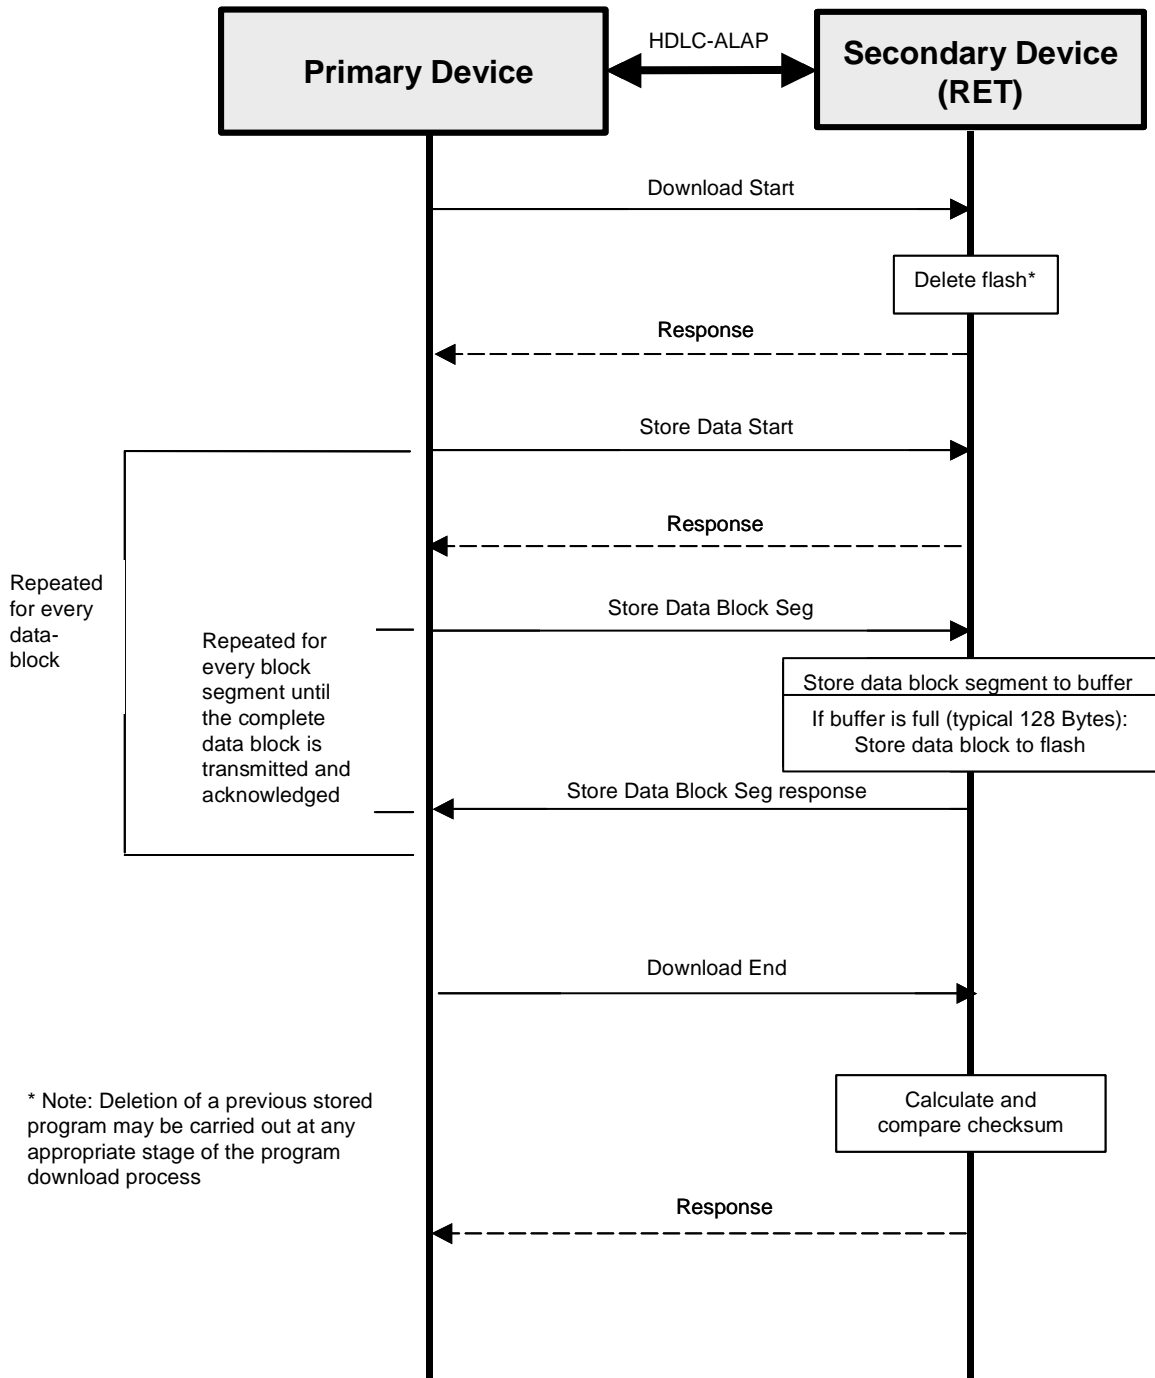 HDLC-ALAP
Primary Device
Secondary Device
(RET)
Download Start
Delete flash*
Response
Store Data Start
Response
Repeated
for every
data-
block
Store Data Block Seg
Repeated for
every block
segment until
the complete
data block is
transmitted and
acknowledged
Store data block segment to buffer
If buffer is full (typical 128 Bytes):
Store data block to flash
Store Data Block Seg response
Download End
* Note: Deletion of a previous stored
program may be carried out at any
appropriate stage of the program
download process
Calculate and
compare checksum
Response